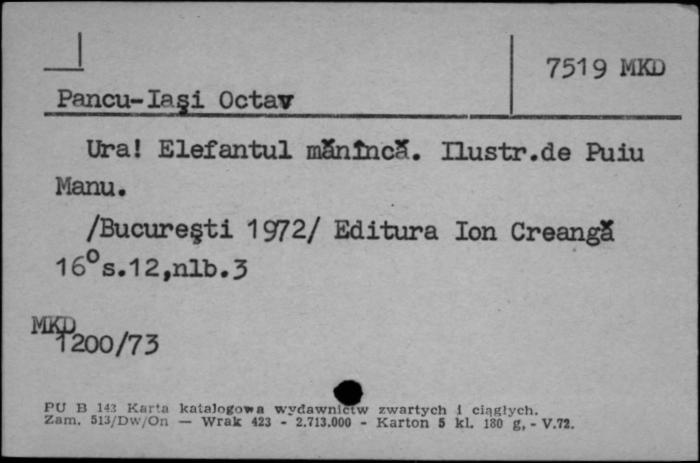 7519 MKD
Pancu-Iaşi Octav
Ura! Elefantul mănîncă. Ilustr.de Puiu
Manu.
/Bucureşti 1972/ Editura Ion Creangă
16⁰s.12,nlb.3
MKD
1200/73
PU B 143 Karta katalogowa wydawnictw zwartych i ciągłych.
Zam. 513/Dw/On — Wrak 423 - 2.713.000 - Karton 5 kl. 180 g, - V.72.